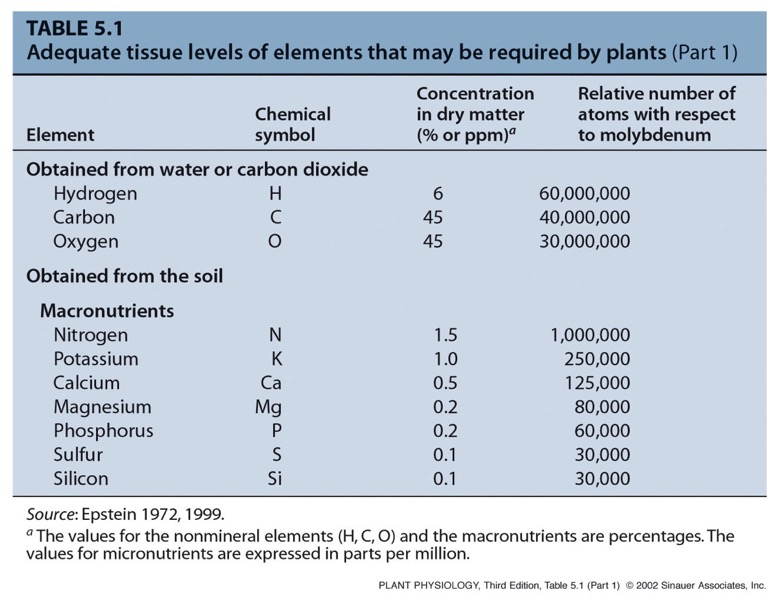 TABLE 5.1
Adequate tissue levels of elements that may be required by plants (Part 1)
Element
Chemical
symbol
Concentration
in dry matter
(% or ppm)a
Relative number of
atoms with respect
to molybdenum
Obtained from water or carbon dioxide
Hydrogen H 6 60,000,000
Carbon C 45 40,000,000
Oxygen O 45 30,000,000
Obtained from the soil
Macronutrients
Nitrogen N 1.5 1,000,000
Potassium K 1.0 250,000
Calcium Ca 0.5 125,000
Magnesium Mg 0.2 80,000
Phosphorus P 0.2 60,000
Sulfur S 0.1 30,000
Silicon Si 0.1 30,000
Source: Epstein 1972, 1999.
a The values for the nonmineral elements (H, C, O) and the macronutrients are percentages. The
values for micronutrients are expressed in parts per million.
PLANT PHYSIOLOGY, Third Edition, Table 5.1 (Part 1) © 2002 Sinauer Associates, Inc.